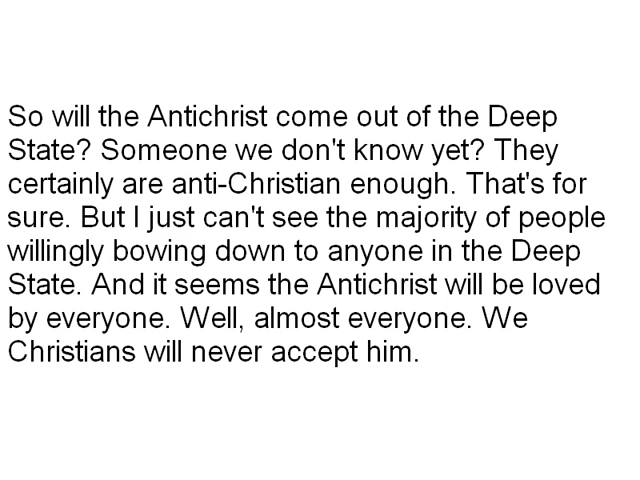 So will the Antichrist come out of the Deep
State? Someone we don't know yet? They
certainly are anti-Christian enough. That's for
sure. But I just can't see the majority of people
willingly bowing down to anyone in the Deep
State. And it seems the Antichrist will be loved
by everyone. Well, almost everyone. We
Christians will never accept him.